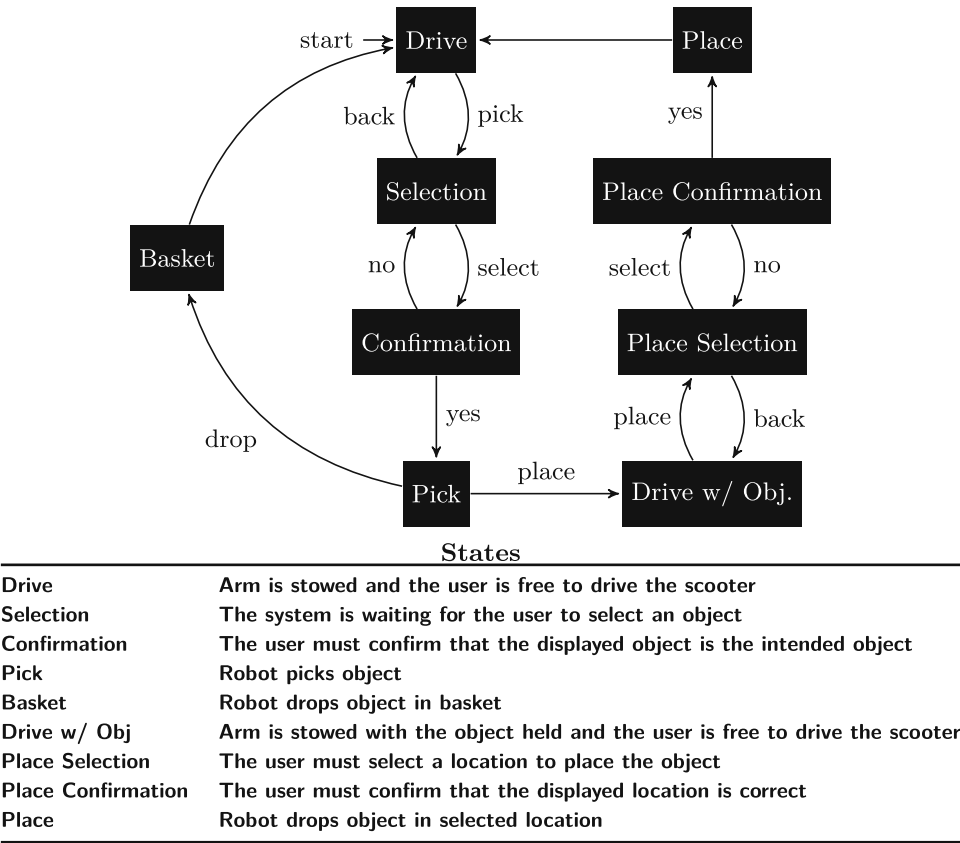 start
Drive
Place
back
pick
yes
Selection
Place Confirmation
Basket
no
select
select
no
Confirmation
Place Selection
drop
yes
place
back
Pick
place
Drive w/ Obj.
States
Drive Arm is stowed and the user is free to drive the scooter
Selection The system is waiting for the user to select an object
Confirmation The user must confirm that the displayed object is the intended object
Pick Robot picks object
Basket Robot drops object in basket
Drive w/ Obj Arm is stowed with the object held and the user is free to drive the scooter
Place Selection The user must select a location to place the object
Place Confirmation The user must confirm that the displayed location is correct
Place Robot drops object in selected location